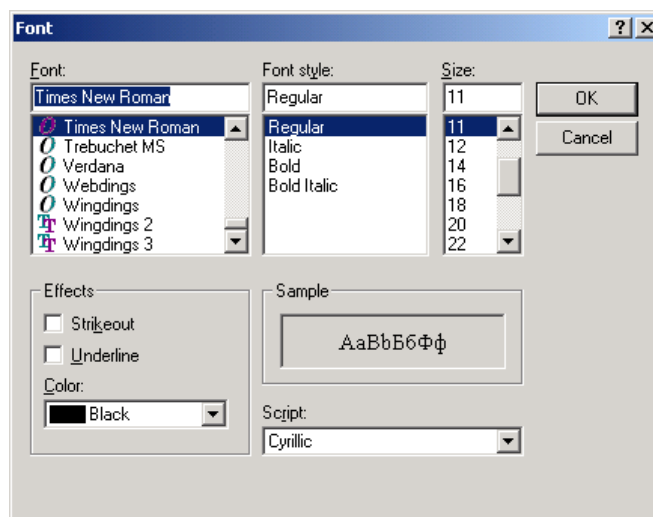 Font
Font:
Times New Roman
Times New Roman
Trebuchet MS
Verdana
Webdings
Wingdings
Wingdings 2
Wingdings 3
Font style:
Regular
Regular
Italic
Bold
Bold Italic
Size:
11
11
12
14
16
18
20
22
OK
Cancel
Effects
Strikeout
Underline
Color:
Black
Sample
AaBbБбФф
Script:
Cyrillic